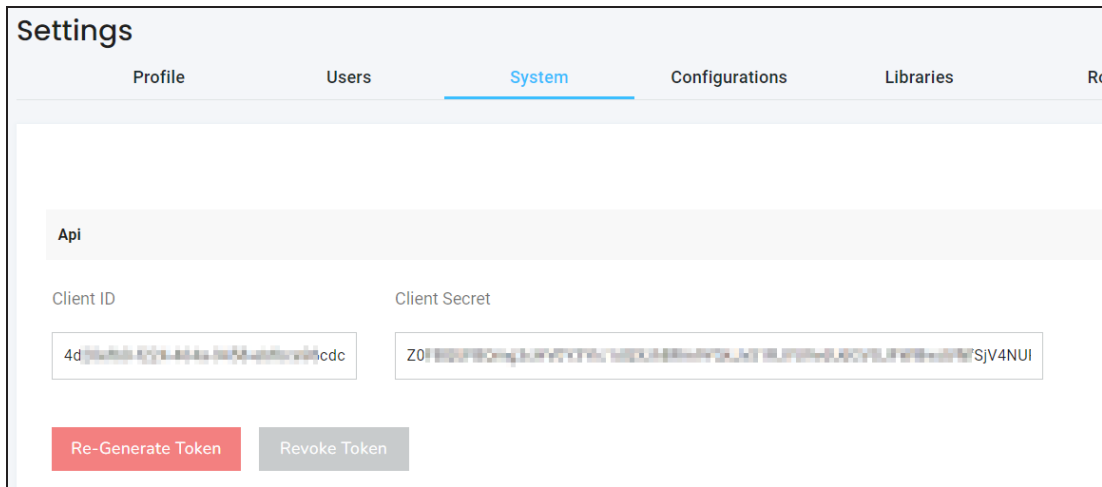 Settings
Profile Users System Configurations Libraries
Api
Client ID Client Secret
Re-Generate Token Revoke Token